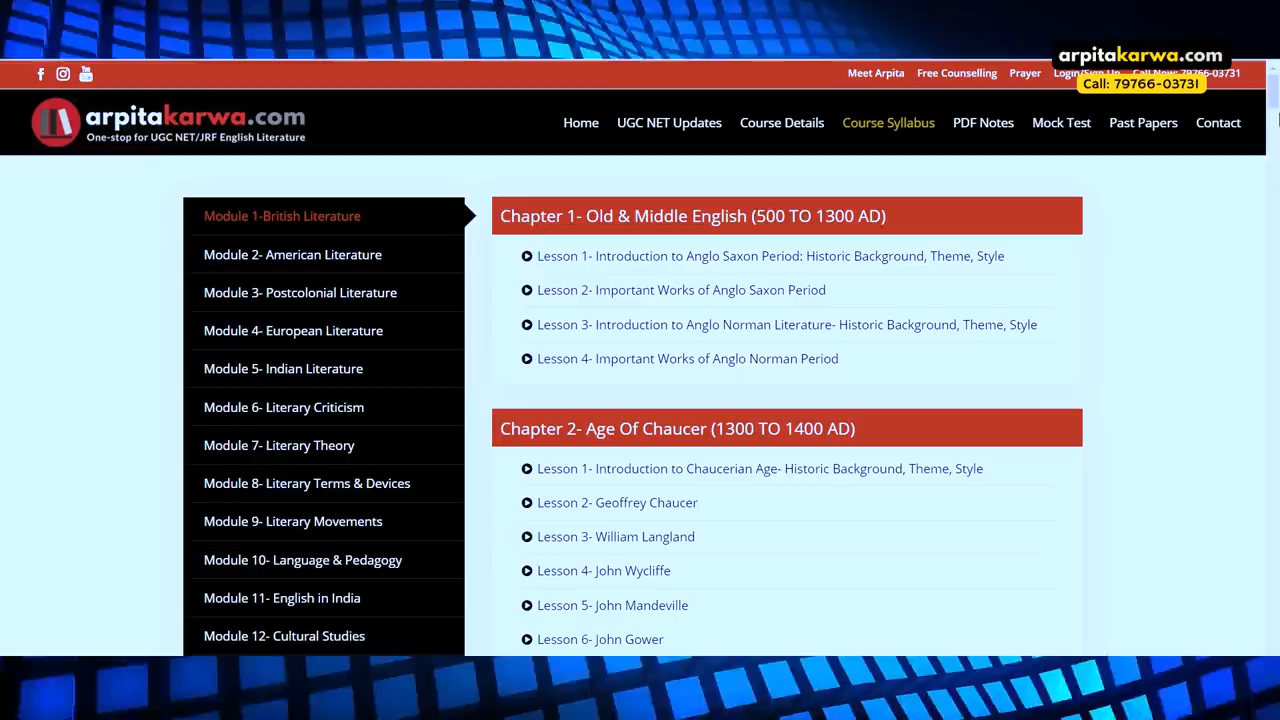 arpitakarwa.com
Meet Arpita Free Counselling Prayer Login/Sign Up Call Now: 79766-03731
Call: 79766-03731
arpitakarwa.com
One-stop for UGC NET/JRF English Literature
Home UGC NET Updates Course Details Course Syllabus PDF Notes Mock Test Past Papers Contact
Module 1-British Literature
Module 2- American Literature
Module 3- Postcolonial Literature
Module 4- European Literature
Module 5- Indian Literature
Module 6- Literary Criticism
Module 7- Literary Theory
Module 8- Literary Terms & Devices
Module 9- Literary Movements
Module 10- Language & Pedagogy
Module 11- English in India
Module 12- Cultural Studies
Chapter 1- Old & Middle English (500 TO 1300 AD)
Lesson 1- Introduction to Anglo Saxon Period: Historic Background, Theme, Style
Lesson 2- Important Works of Anglo Saxon Period
Lesson 3- Introduction to Anglo Norman Literature- Historic Background, Theme, Style
Lesson 4- Important Works of Anglo Norman Period
Chapter 2- Age Of Chaucer (1300 TO 1400 AD)
Lesson 1- Introduction to Chaucerian Age- Historic Background, Theme, Style
Lesson 2- Geoffrey Chaucer
Lesson 3- William Langland
Lesson 4- John Wycliffe
Lesson 5- John Mandeville
Lesson 6- John Gower